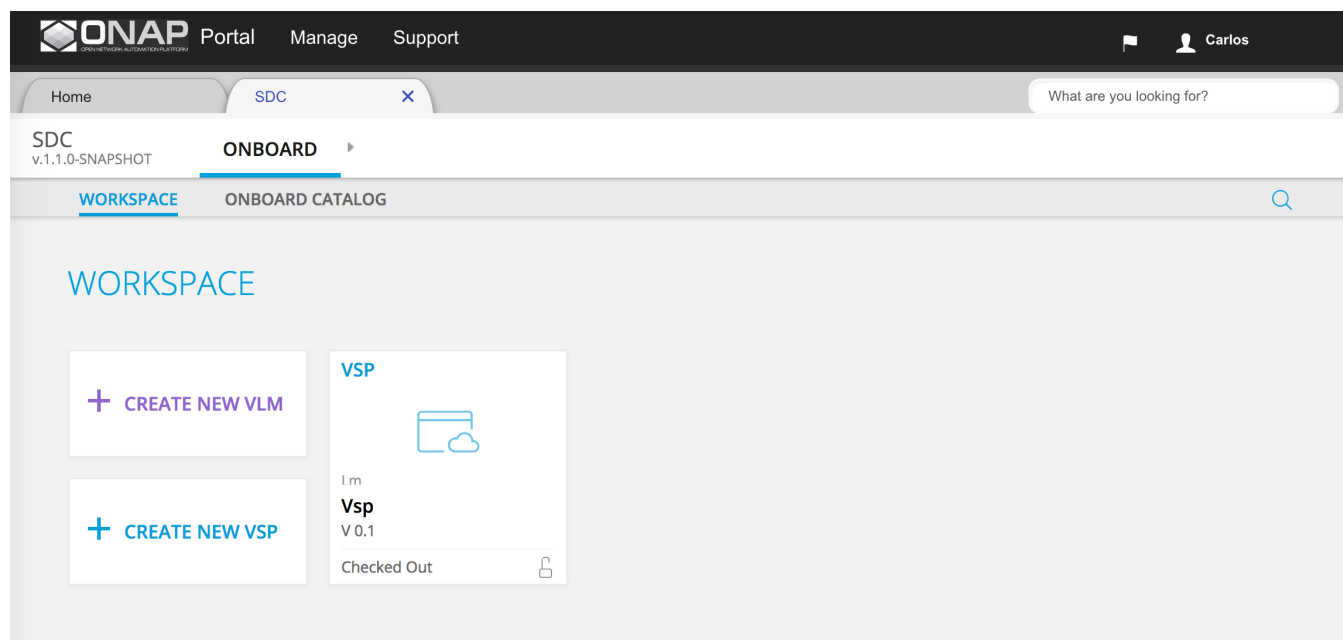 ONAP Portal Manage Support Carlos
OPEN NETWORK AUTOMATION PLATFORM
Home SDC What are you looking for?
SDC ONBOARD
v.1.1.0-SNAPSHOT
WORKSPACE ONBOARD CATALOG
WORKSPACE
+ CREATE NEW VLM
+ CREATE NEW VSP
VSP
Lm
Vsp
V 0.1
Checked Out